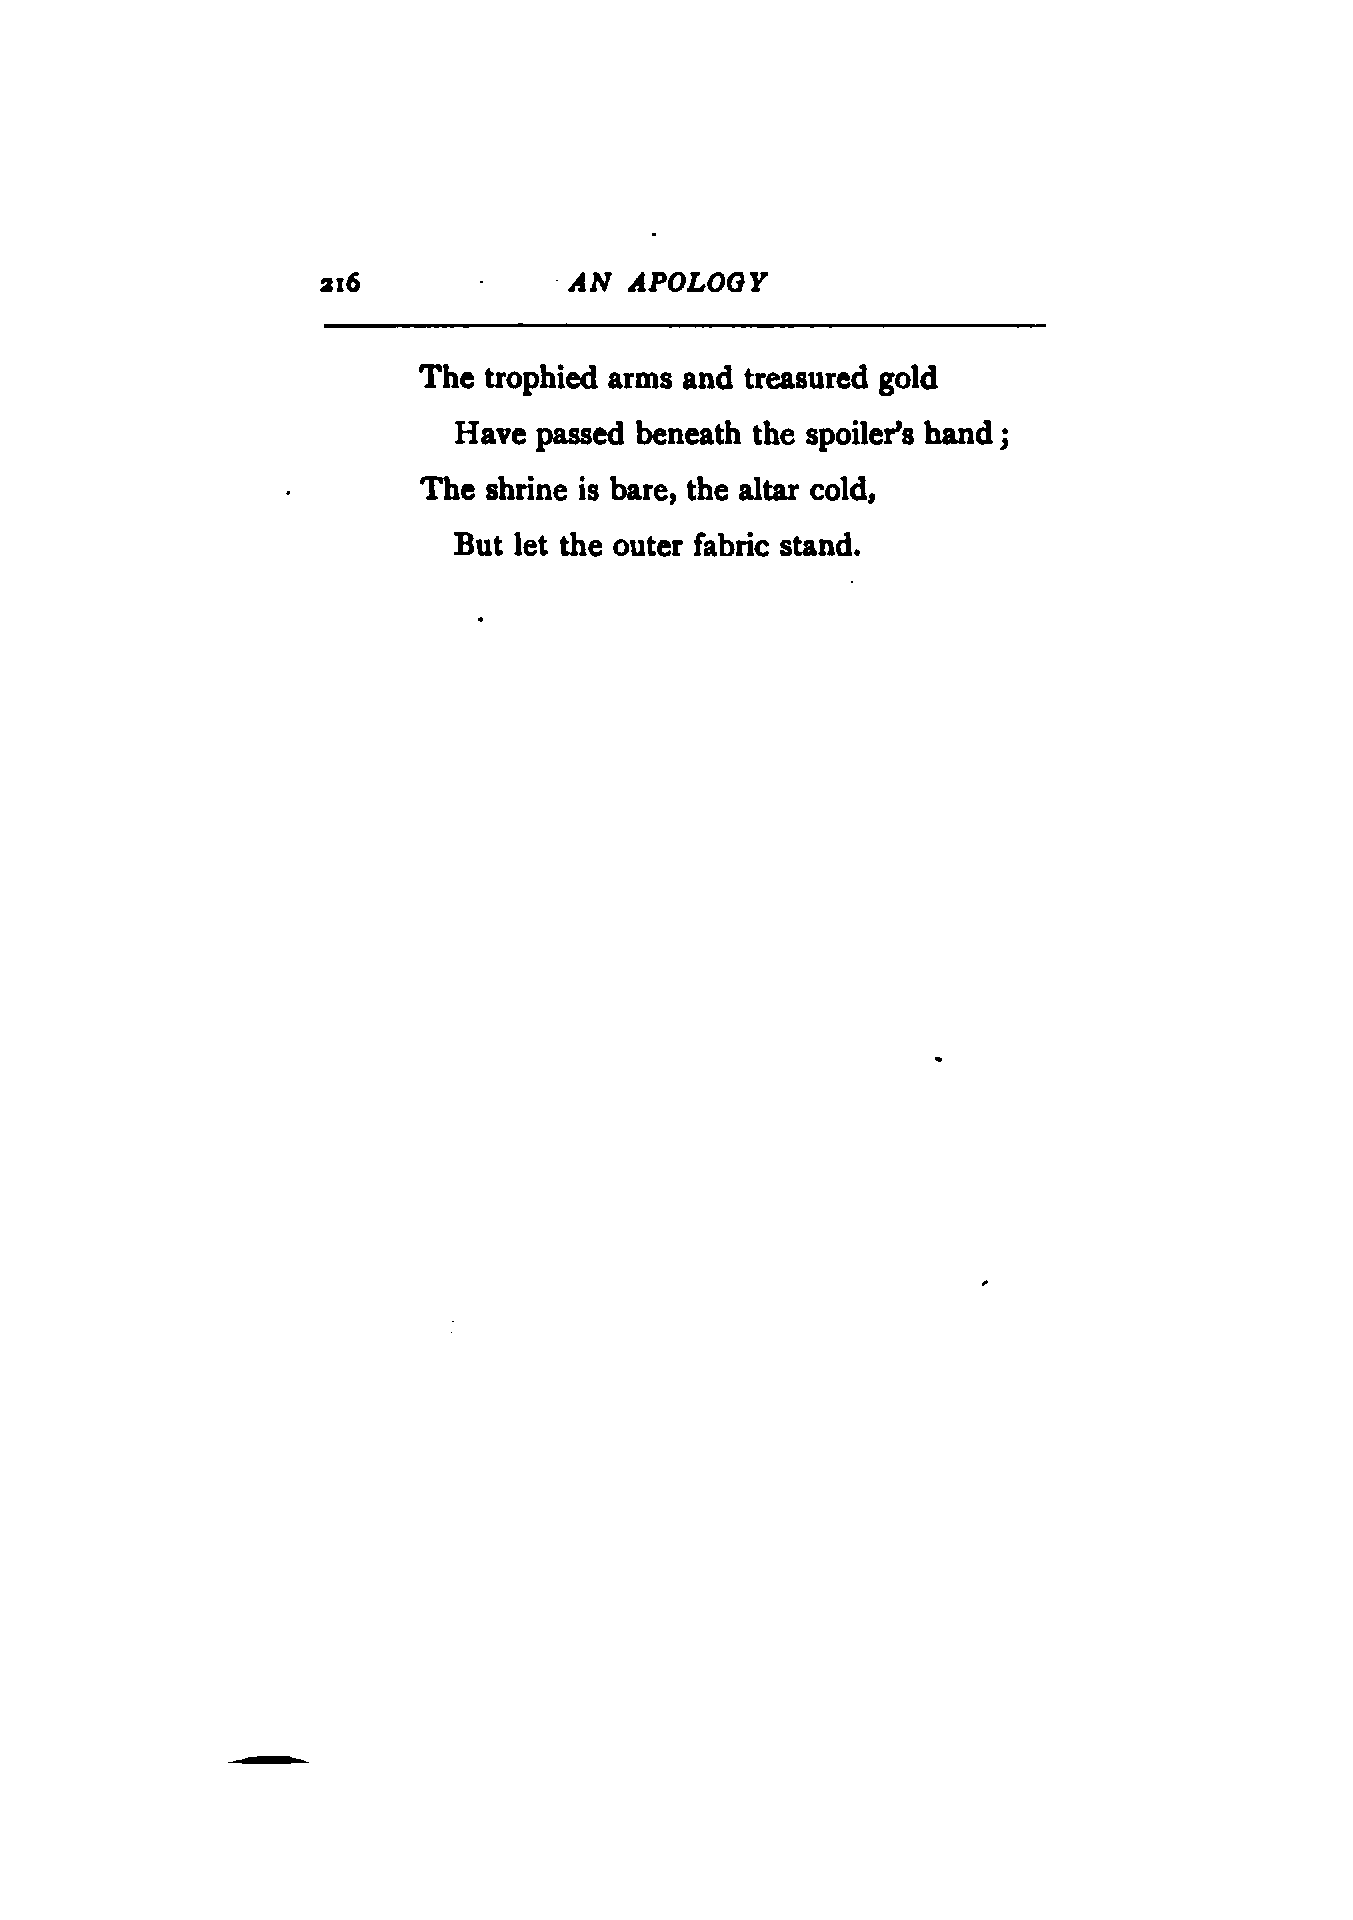 216 AN APOLOGY
The trophied arms and treasured gold
Have passed beneath the spoiler's hand;
The shrine is bare, the altar cold,
But let the outer fabric stand.